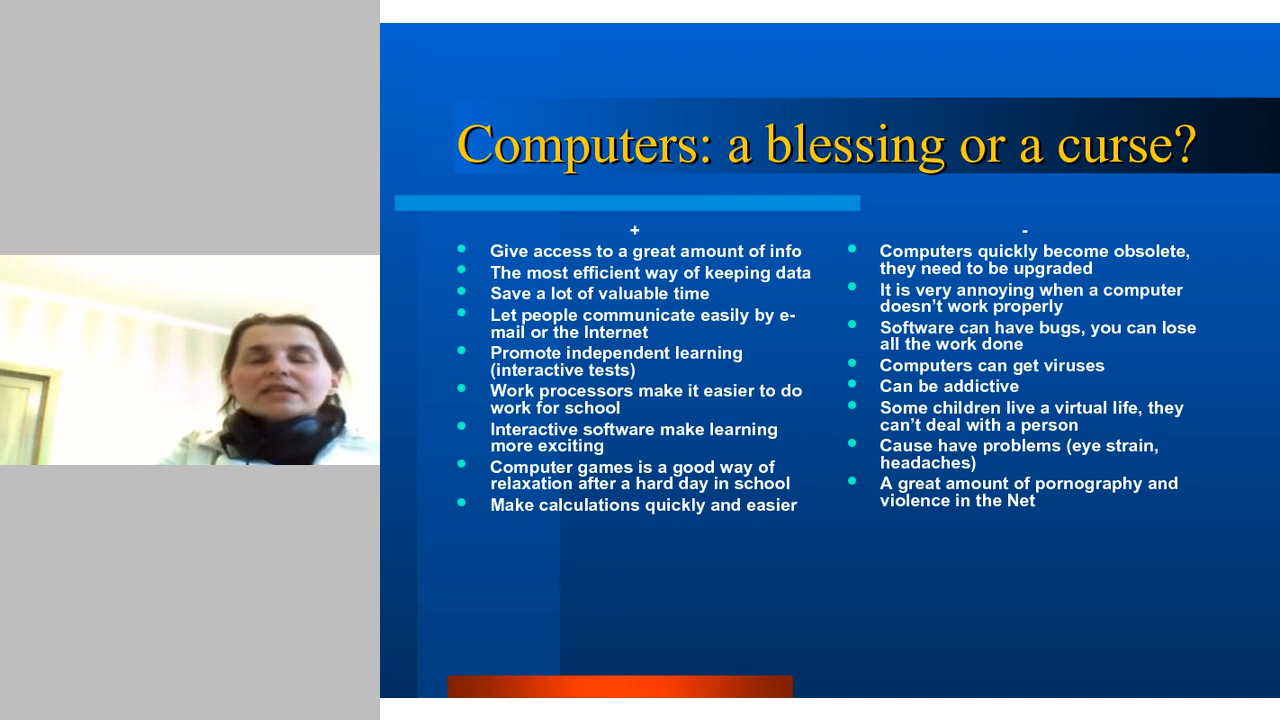 Computers: a blessing or a curse?
+
Give access to a great amount of info
The most efficient way of keeping data
Save a lot of valuable time
Let people communicate easily by e-
mail or the Internet
Promote independent learning
(interactive tests)
Work processors make it easier to do
work for school
Interactive software make learning
more exciting
Computer games is a good way of
relaxation after a hard day in school
Make calculations quickly and easier
-
Computers quickly become obsolete,
they need to be upgraded
It is very annoying when a computer
doesn’t work properly
Software can have bugs, you can lose
all the work done
Computers can get viruses
Can be addictive
Some children live a virtual life, they
can’t deal with a person
Cause have problems (eye strain,
headaches)
A great amount of pornography and
violence in the Net